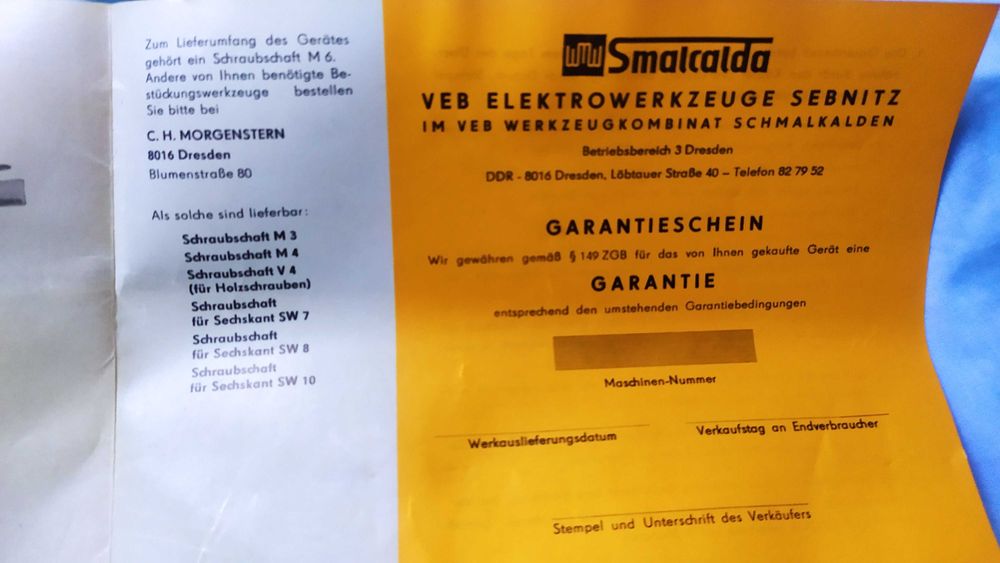 Zum Lieferumfang des Gerätes
gehört ein Schraubschaft M 6.
Andere von Ihnen benötigte Be-
stückungswerkzeuge bestellen
Sie bitte bei
C. H. MORGENSTERN
8016 Dresden
Blumenstraße 80
Als solche sind lieferbar:
Schraubschaft M 3
Schraubschaft M 4
Schraubschaft V 4
(für Holzschrauben)
Schraubschaft
für Sechskant SW 7
Schraubschaft
für Sechskant SW 8
Schraubschaft
für Sechskant SW 10
WMW Smalcalda
VEB ELEKTROWERKZEUGE SEBNITZ
IM VEB WERKZEUGKOMBINAT SCHMALKALDEN
Betriebsbereich 3 Dresden
DDR - 8016 Dresden, Löbtauer Straße 40 – Telefon 82 79 52
GARANTIESCHEIN
Wir gewähren gemäß § 149 ZGB für das von Ihnen gekaufte Gerät eine
GARANTIE
entsprechend den umstehenden Garantiebedingungen
Maschinen-Nummer
Werkauslieferungsdatum
Verkaufstag an Endverbraucher
Stempel und Unterschrift des Verkäufers